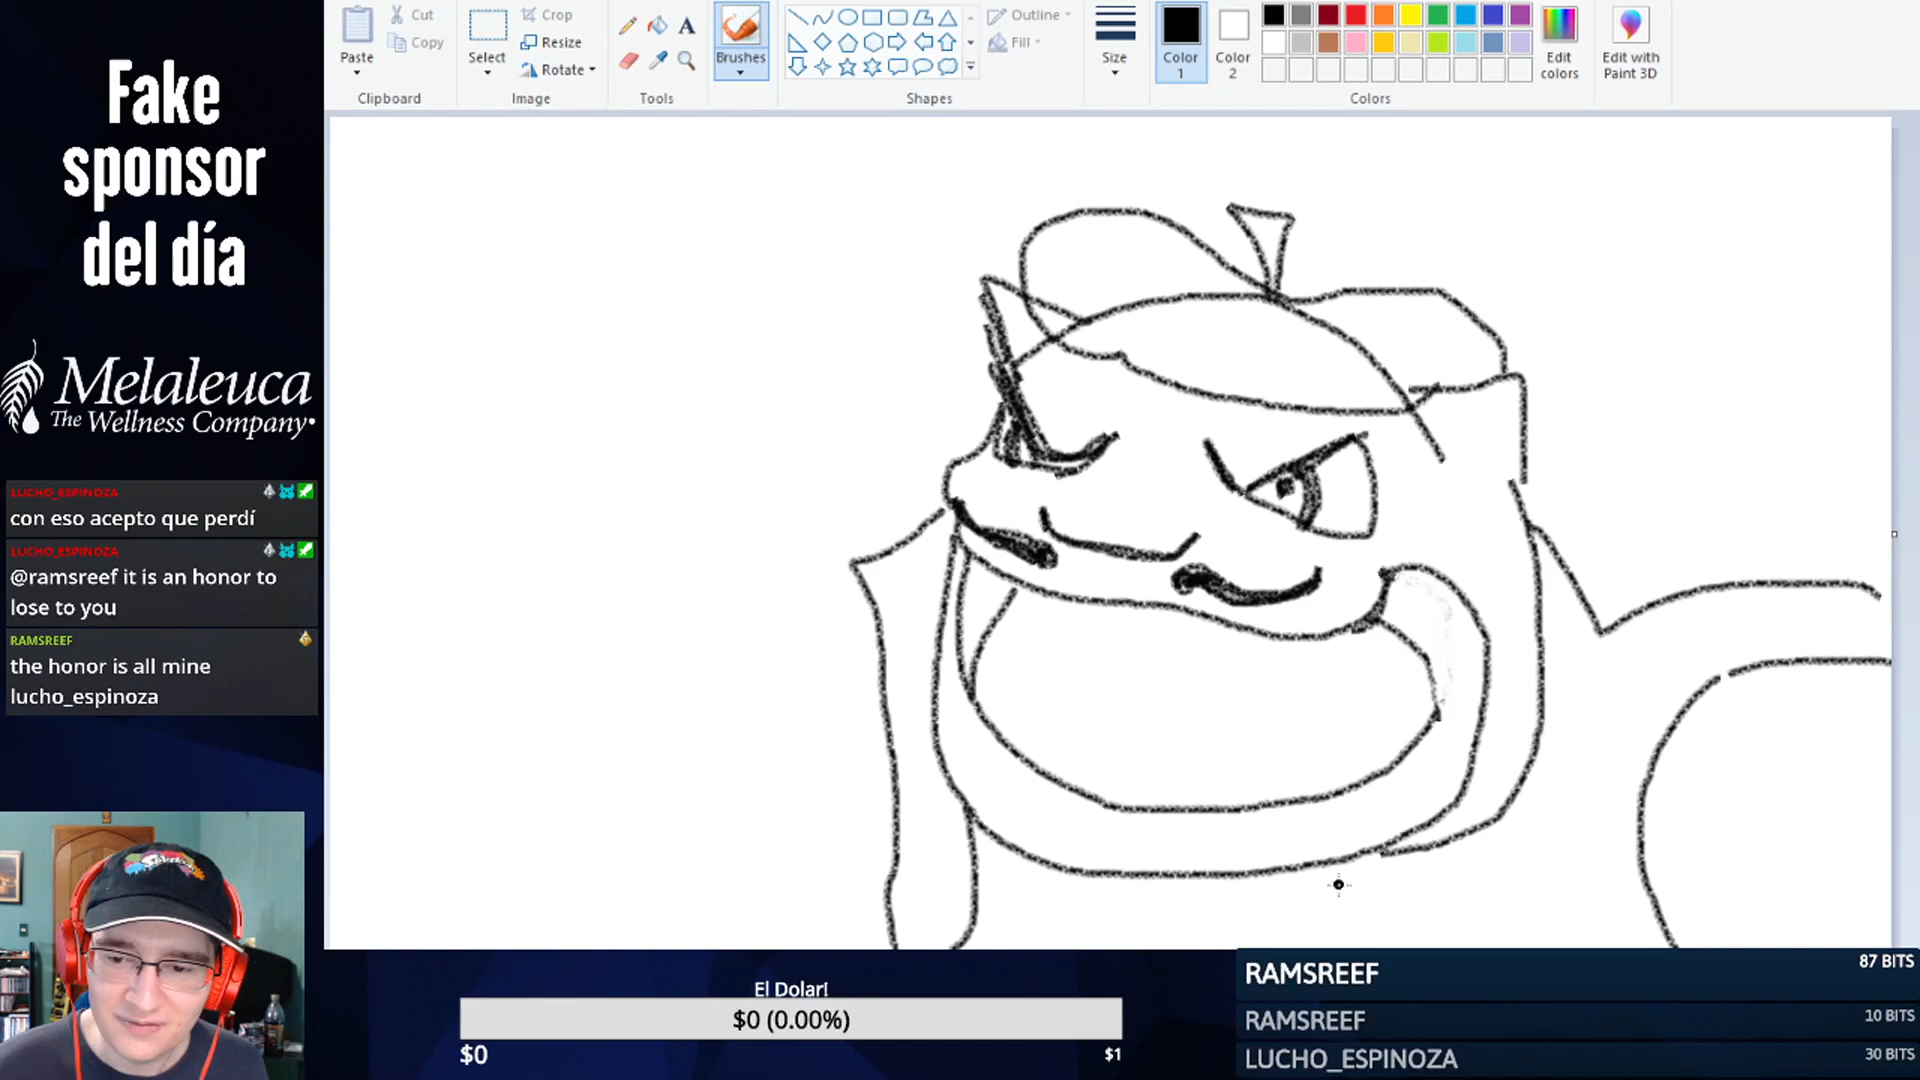 Fake
sponsor
del día
Melaleuca
The Wellness Company
LUCHO_ESPINOZA
con eso acepto que perdí
LUCHO_ESPINOZA
@ramsreef it is an honor to
lose to you
RAMSREEF
the honor is all mine
lucho_espinoza
Paste
Cut
Copy
Clipboard
Select
Crop
Resize
Rotate
Image
A
Tools
Brushes
Outline
Fill
Shapes
Size
Color
1
Color
2
Edit
colors
Edit with
Paint 3D
Colors
El Dolar!
$0 (0.00%)
$0
$1
RAMSREEF
87 BITS
RAMSREEF
10 BITS
LUCHO_ESPINOZA
30 BITS